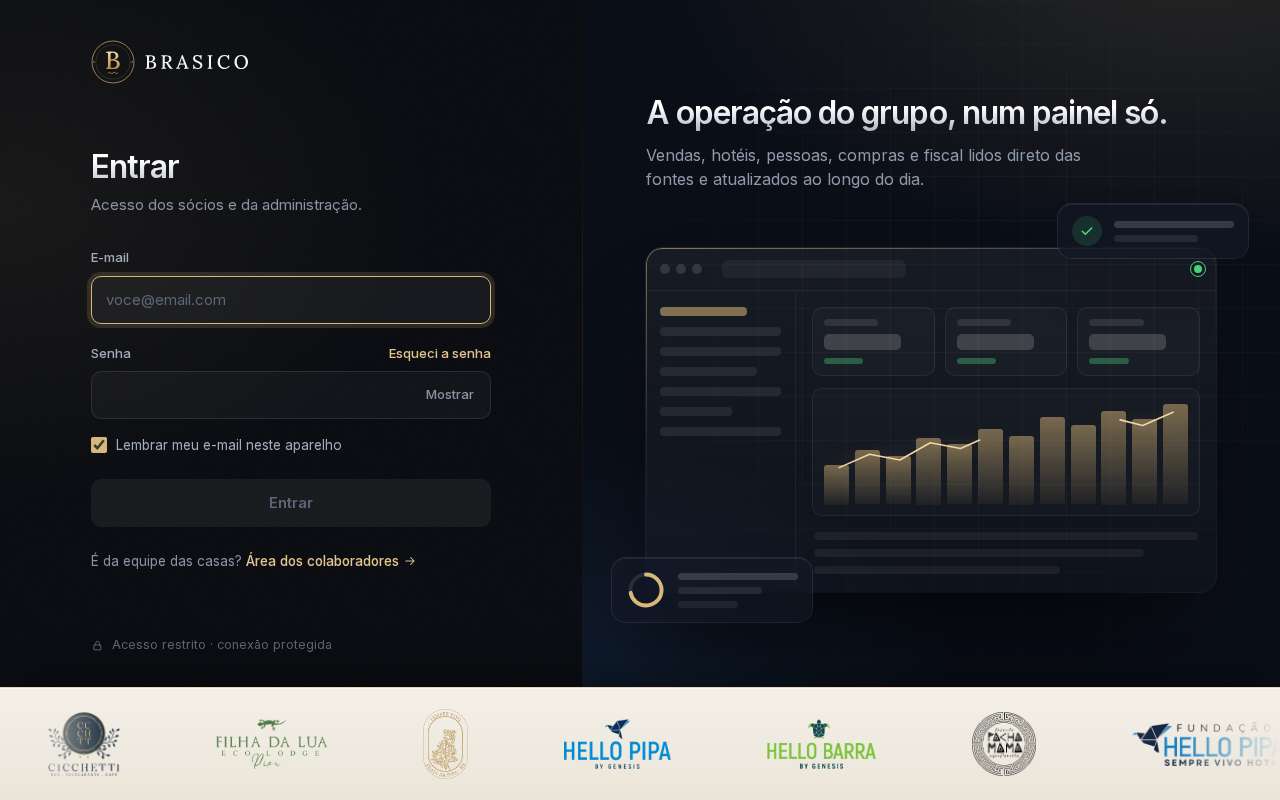 B BRASICO
Entrar
Acesso dos sócios e da administração.
E-mail
voce@email.com
Senha
Esqueci a senha
Mostrar
Lembrar meu e-mail neste aparelho
Entrar
É da equipe das casas? Área dos colaboradores →
Acesso restrito · conexão protegida
A operação do grupo, num painel só.
Vendas, hotéis, pessoas, compras e fiscal lidos direto das
fontes e atualizados ao longo do dia.
CICCHETTI
FILHA DA LUA
ECOLODGE
Pipa
HELLO PIPA
BY GENESIS
HELLO BARRA
BY GENESIS
PACHA
MAMA
FUNDAÇÃO
HELLO PIPA
SEMPRE VIVO